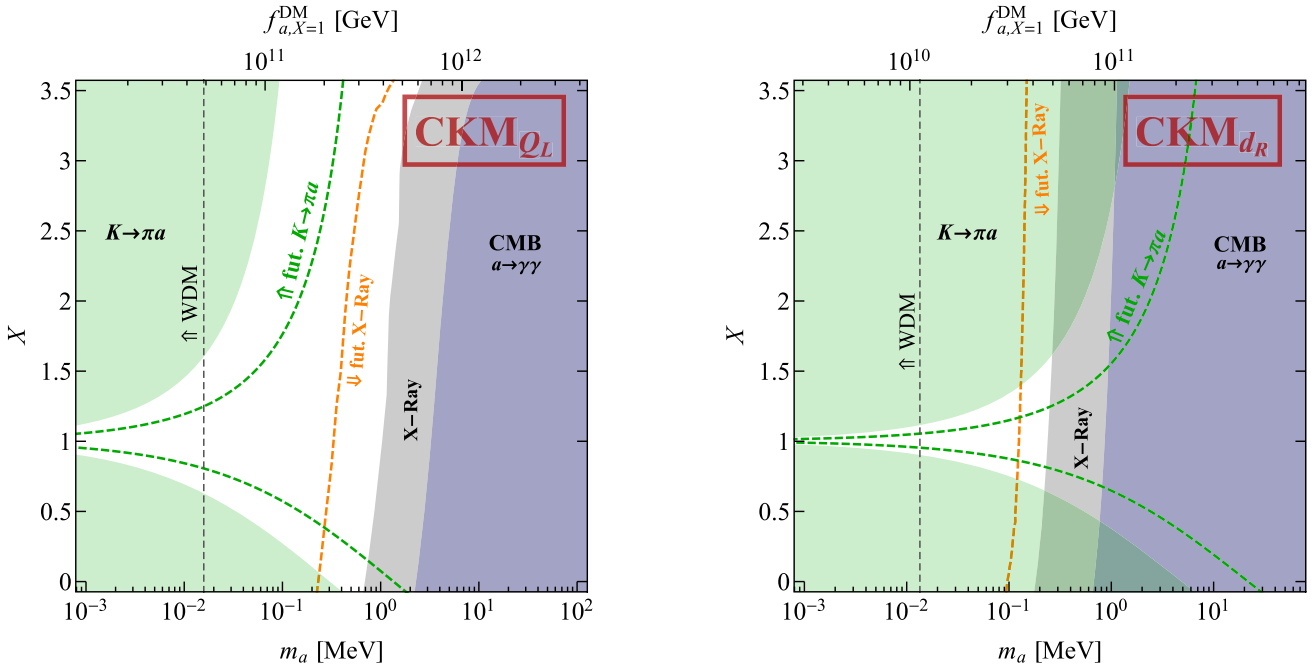 f^DM_a,X=1 [GeV]
10^11 10^12
3.5
3
2.5
2
1.5
1
0.5
0
X
CKM_Q_L
K→πa
⇑ WDM
⇑ fut. K→πa
⇓ fut. X−Ray
X−Ray
CMB
a→γγ
10^−3 10^−2 10^−1 10^0 10^1 10^2
m_a [MeV]
f^DM_a,X=1 [GeV]
10^10 10^11
3.5
3
2.5
2
1.5
1
0.5
0
X
CKM_d_R
K→πa
⇑ WDM
⇓ fut. X−Ray
⇑ fut. K→πa
X−Ray
CMB
a→γγ
10^−3 10^−2 10^−1 10^0 10^1
m_a [MeV]